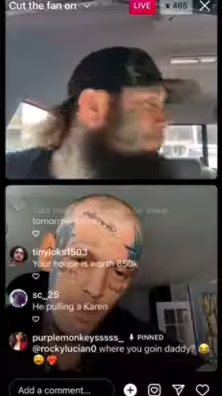 Cut the fan on
LIVE
465
tomorrow
tinyloks1503
Your house is worth 850k
sc_25
He pulling a Karen
purplemonkeysssss_ PINNED
@rockylucian0 where you goin daddy? 😂
😩❤️‍🔥
Add a comment...